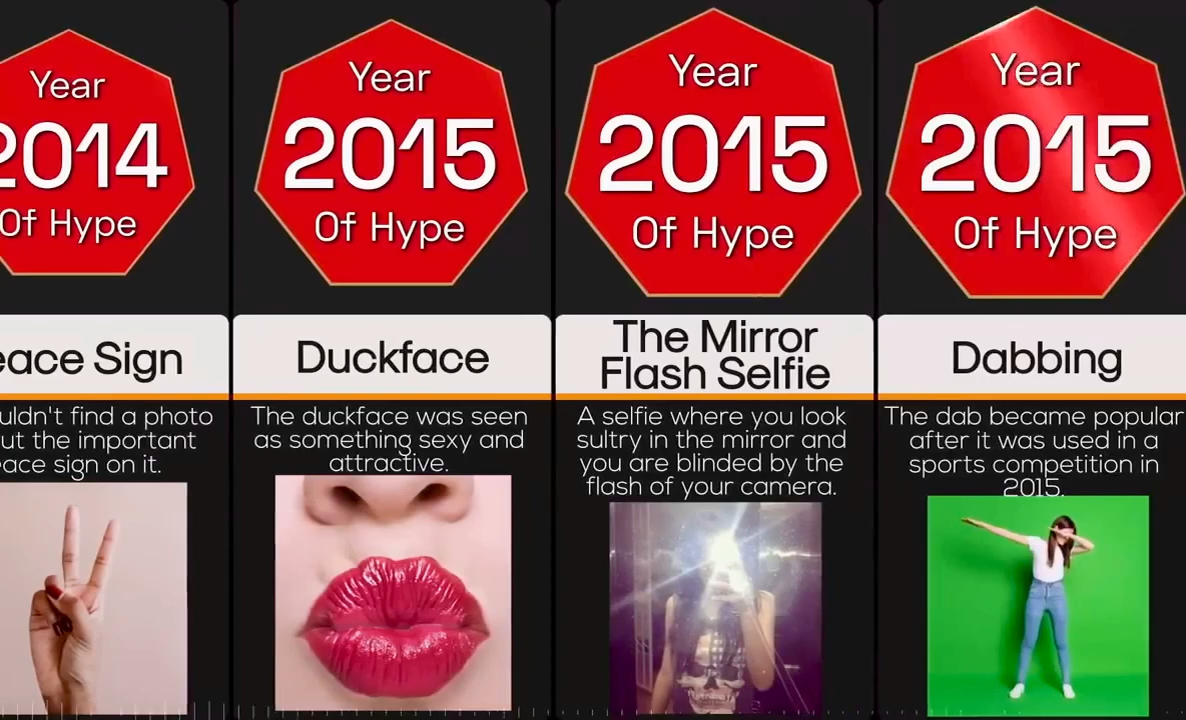 Year
2014
Of Hype
eace Sign
uldn't find a photo
ut the important
eace sign on it.
Year
2015
Of Hype
Duckface
The duckface was seen
as something sexy and
attractive.
Year
2015
Of Hype
The Mirror
Flash Selfie
A selfie where you look
sultry in the mirror and
you are blinded by the
flash of your camera.
Year
2015
Of Hype
Dabbing
The dab became popular
after it was used in a
sports competition in
2015.